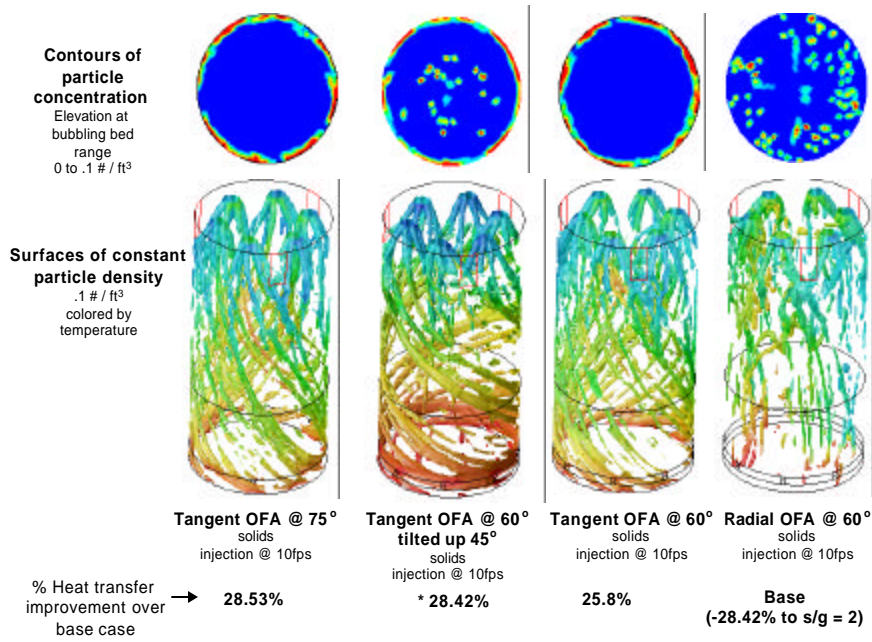 Contours of
particle
concentration
Elevation at
bubbling bed
range
0 to .1 # / ft³
Surfaces of constant
particle density
.1 # / ft³
colored by
temperature
Tangent OFA @ 75°
solids
injection @ 10fps
Tangent OFA @ 60°
tilted up 45°
solids
injection @ 10fps
Tangent OFA @ 60°
solids
injection @ 10fps
Radial OFA @ 60°
solids
injection @ 10fps
% Heat transfer
improvement over
base case
28.53%
* 28.42%
25.8%
Base
(-28.42% to s/g = 2)